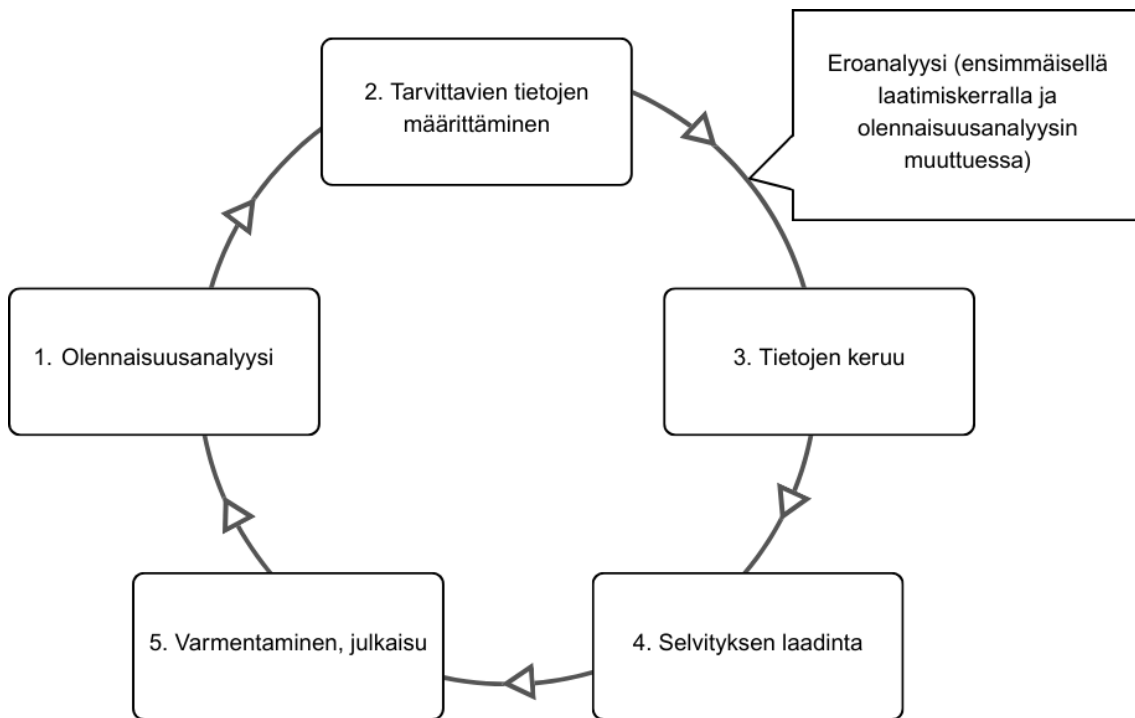 2. Tarvittavien tietojen
määrittäminen
Eroanalyysi (ensimmäisellä
laatimiskerralla ja
olennaisuusanalyysin
muuttuessa)
1. Olennaisuusanalyysi
3. Tietojen keruu
5. Varmentaminen, julkaisu
4. Selvityksen laadinta